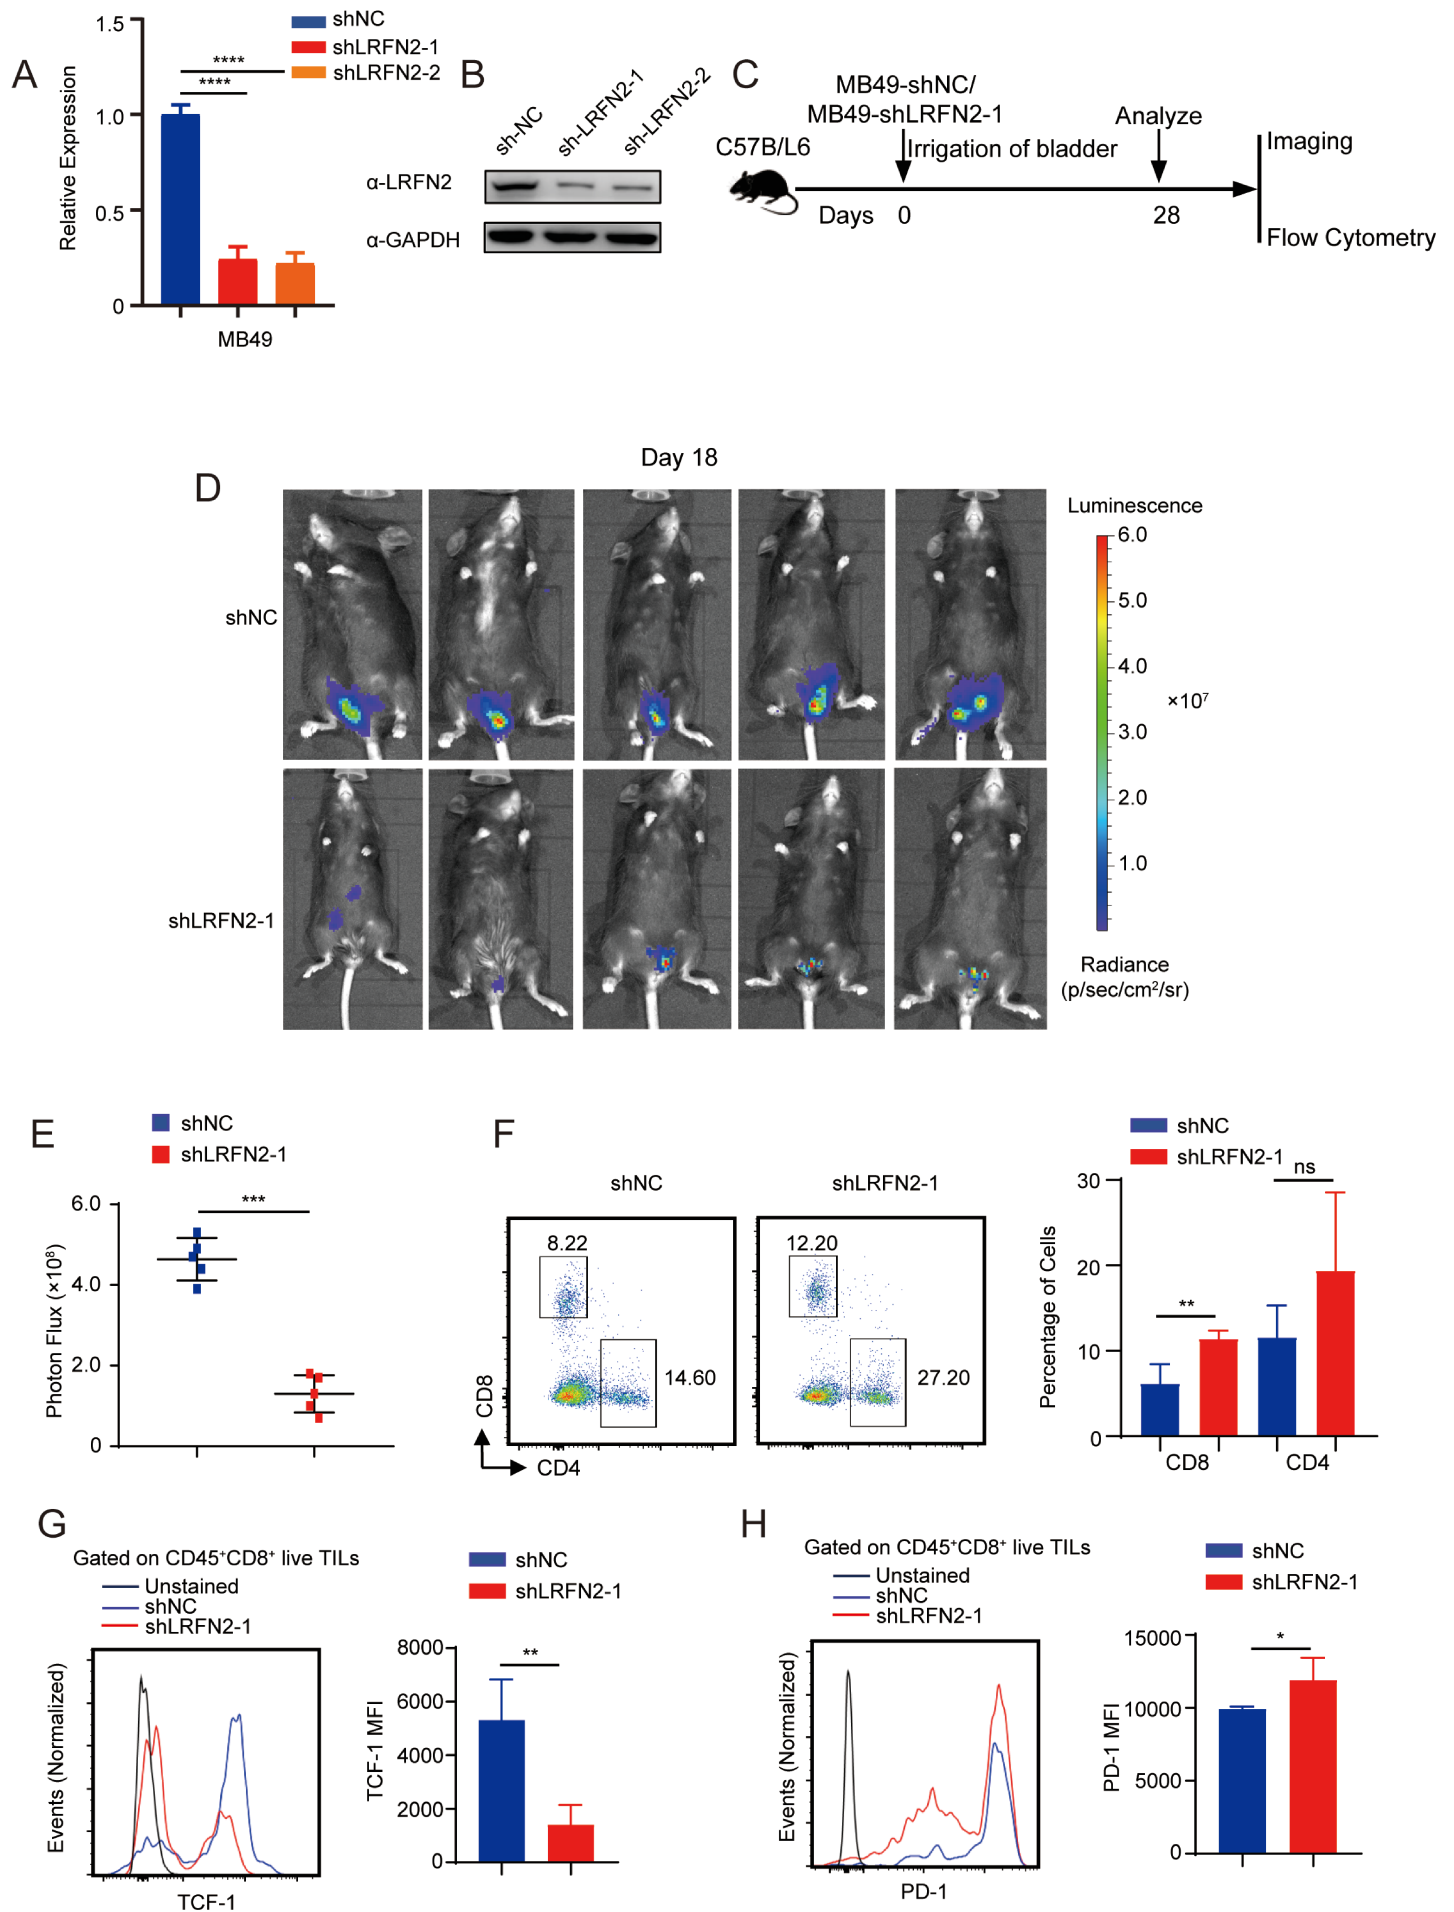 A
1.5
1.0
0.5
0
Relative Expression
shNC
shLRFN2-1
shLRFN2-2
****
****
MB49
B
sh-NC
sh-LRFN2-1
sh-LRFN2-2
α-LRFN2
α-GAPDH
C
MB49-shNC/
MB49-shLRFN2-1
Analyze
C57B/L6
Irrigation of bladder
Days
0
28
Imaging
Flow Cytometry
Day 18
D
shNC
shLRFN2-1
Luminescence
6.0
5.0
4.0
3.0
2.0
1.0
×10⁷
Radiance
(p/sec/cm²/sr)
E
shNC
shLRFN2-1
***
6.0
4.0
2.0
0
Photon Flux (×10⁸)
F
shNC
shLRFN2-1
8.22
14.60
12.20
27.20
CD8
CD4
shNC
shLRFN2-1
ns
**
30
20
10
0
Percentage of Cells
CD8
CD4
G
Gated on CD45⁺CD8⁺ live TILs
Unstained
shNC
shLRFN2-1
Events (Normalized)
TCF-1
shNC
shLRFN2-1
**
8000
6000
4000
2000
0
TCF-1 MFI
H
Gated on CD45⁺CD8⁺ live TILs
Unstained
shNC
shLRFN2-1
Events (Normalized)
PD-1
shNC
shLRFN2-1
*
15000
10000
5000
0
PD-1 MFI